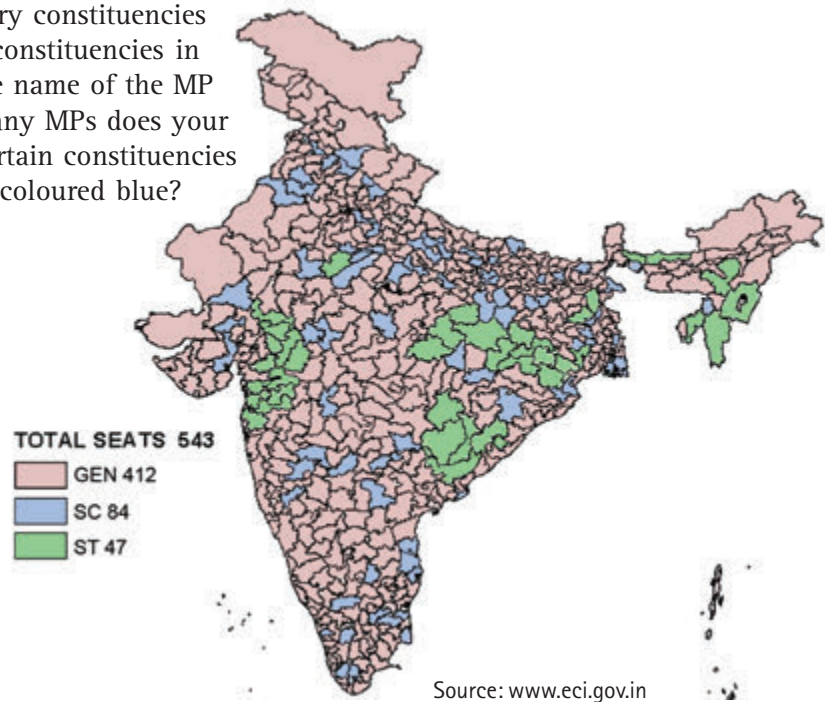 ry constituencies
constituencies in
e name of the MP
any MPs does your
rtain constituencies
coloured blue?
TOTAL SEATS 543
GEN 412
SC 84
ST 47
Source: www.eci.gov.in